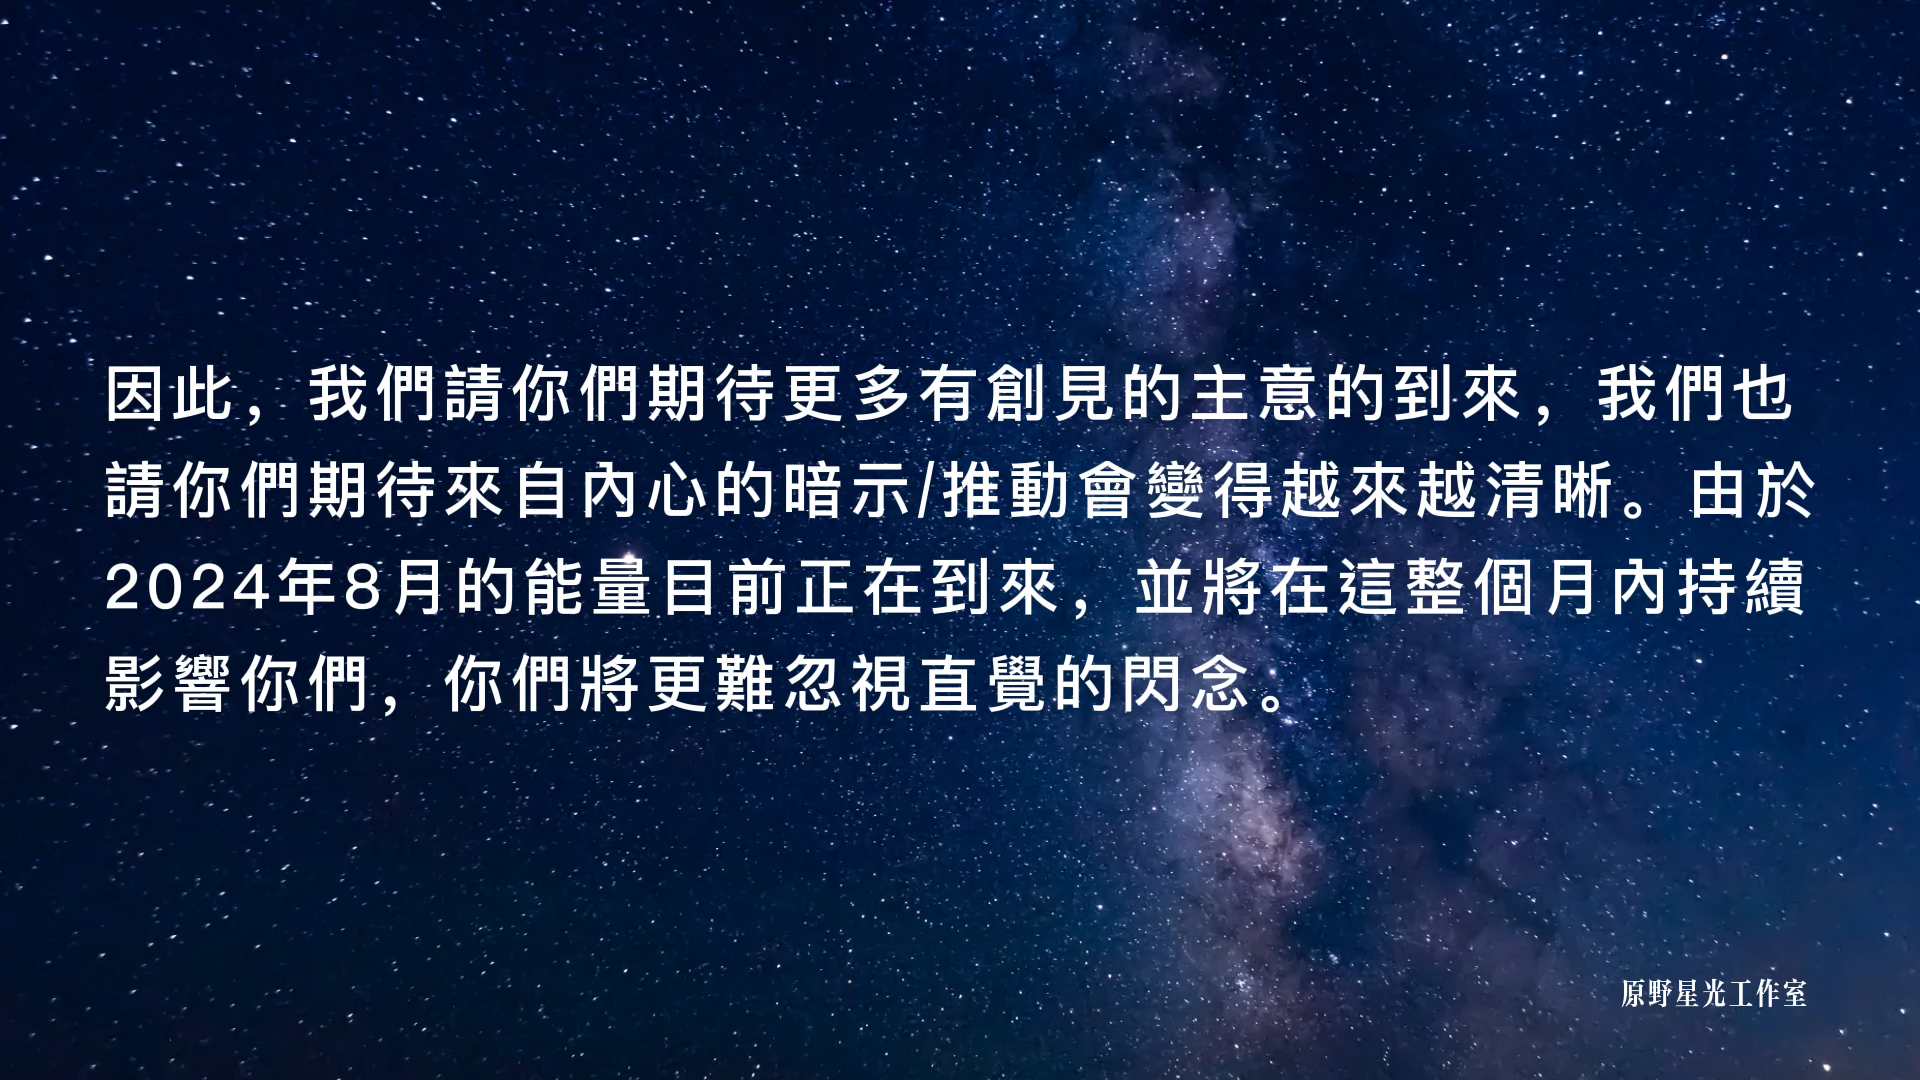 因此，我們請你們期待更多有創見的主意的到來，我們也
請你們期待來自內心的暗示/推動會變得越來越清晰。由於
2024年8月的能量目前正在到來，並將在這整個月內持續
影響你們，你們將更難忽視直覺的閃念。
原野星光工作室